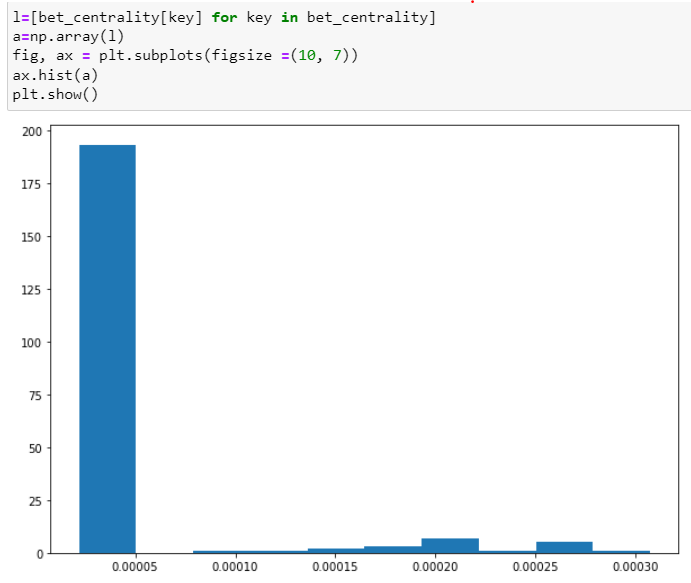 l=[bet_centrality[key] for key in bet_centrality]
a=np.array(l)
fig, ax = plt.subplots(figsize =(10, 7))
ax.hist(a)
plt.show()
200
175
150
125
100
75
50
25
0
0.00005 0.00010 0.00015 0.00020 0.00025 0.00030